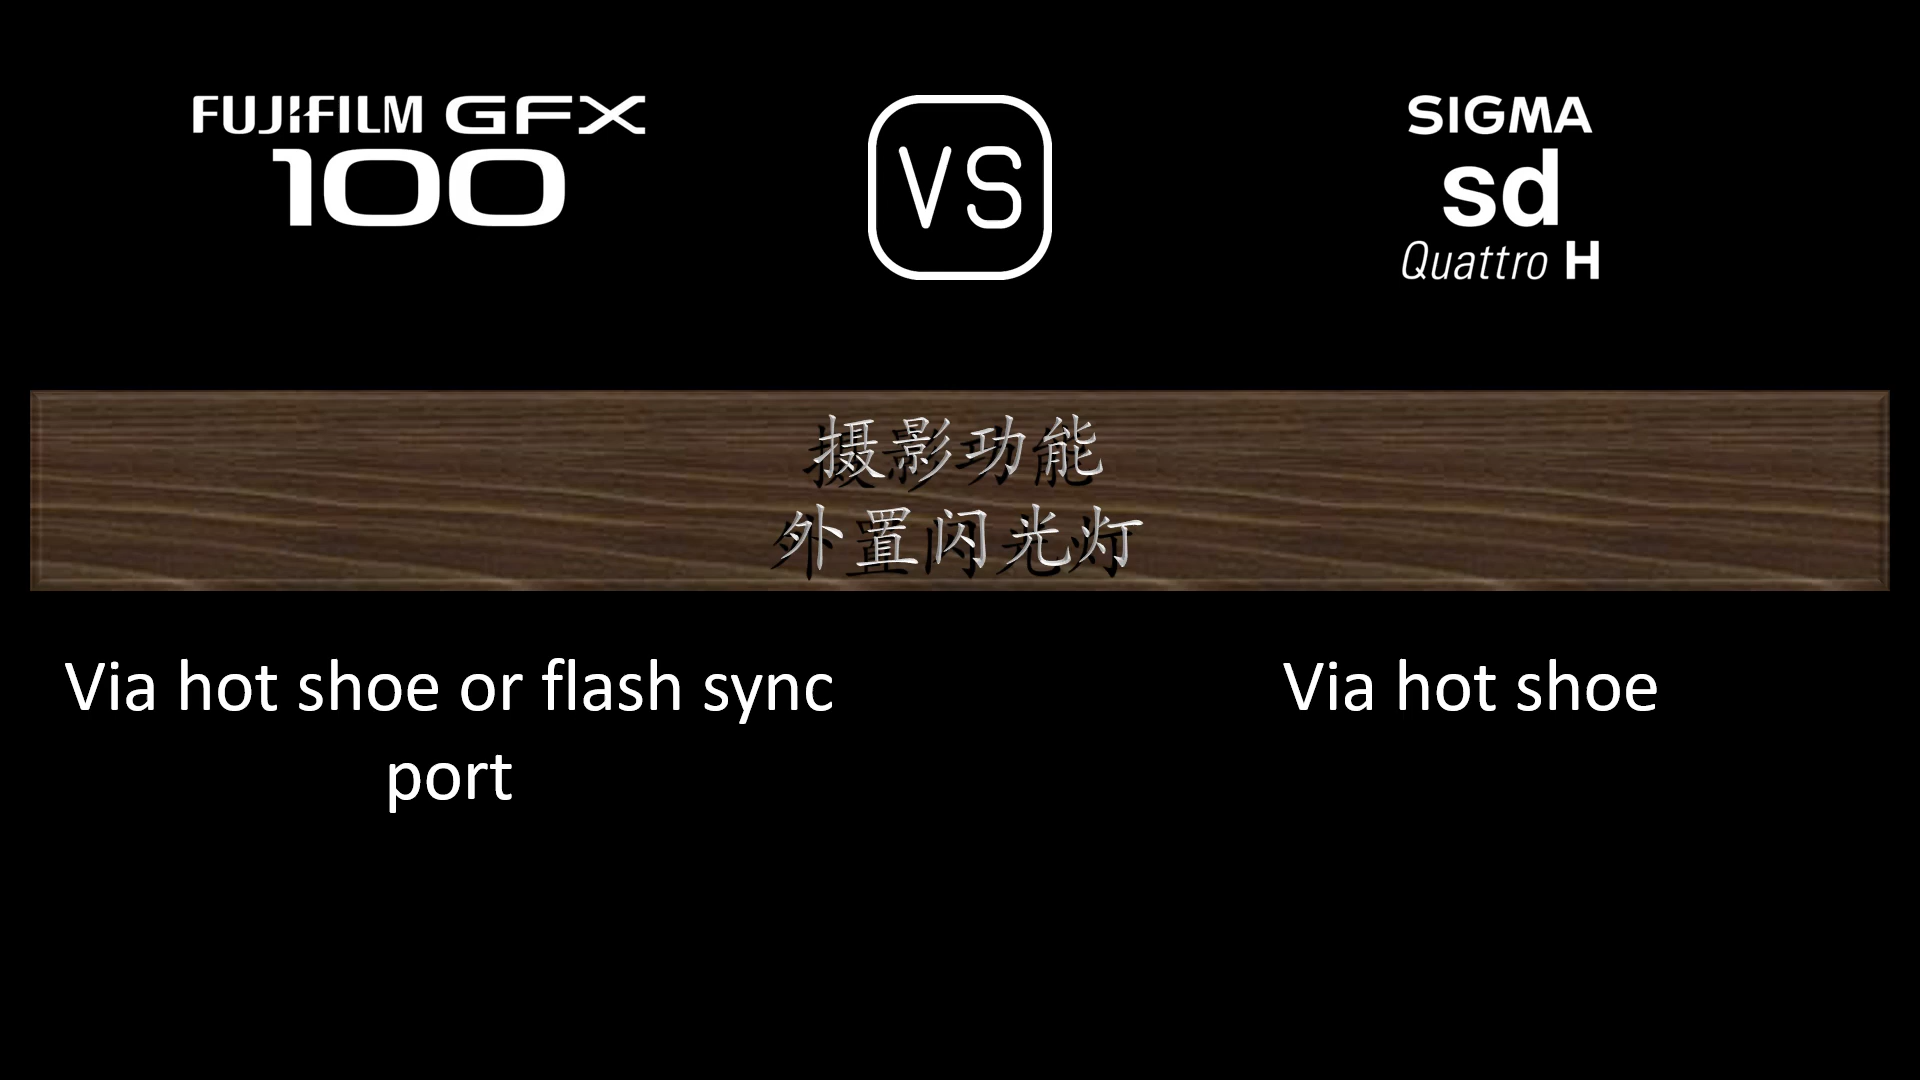 FUJIFILM GFX
100
VS
SIGMA
sd
Quattro H
摄影功能
外置闪光灯
Via hot shoe or flash sync
port
Via hot shoe